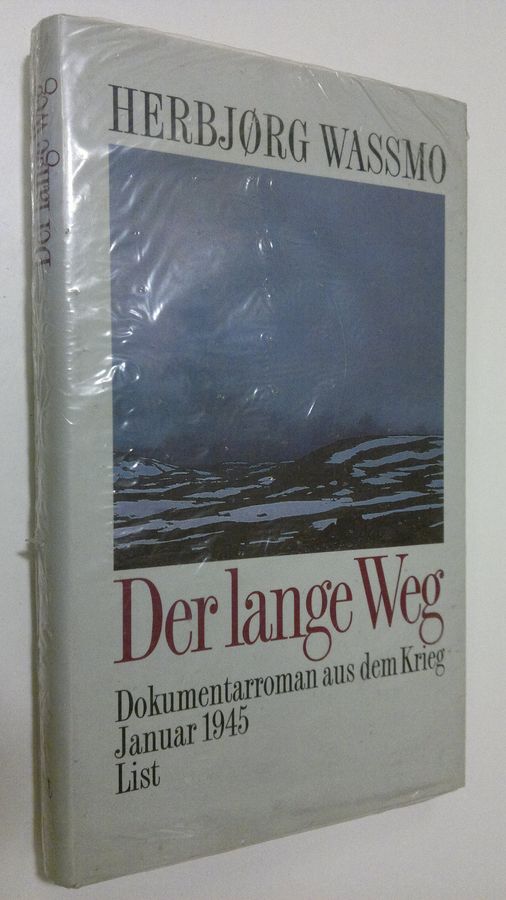 HERBJØRG WASSMO
Der lange Weg
Dokumentarroman aus dem Krieg
Januar 1945
List
Der lange Weg